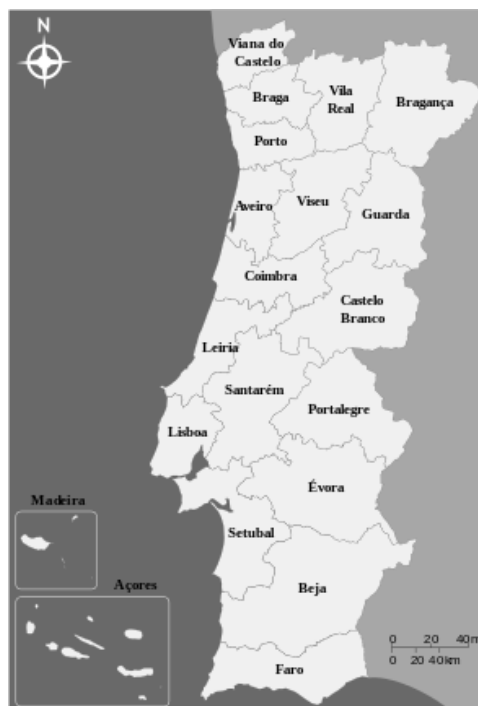 N
Viana do
Castelo
Braga
Vila
Real
Bragança
Porto
Aveiro
Viseu
Guarda
Coimbra
Castelo
Branco
Leiria
Santarém
Portalegre
Lisboa
Évora
Madeira
Setubal
Açores
Beja
Faro
0 20 40m
0 20 40km